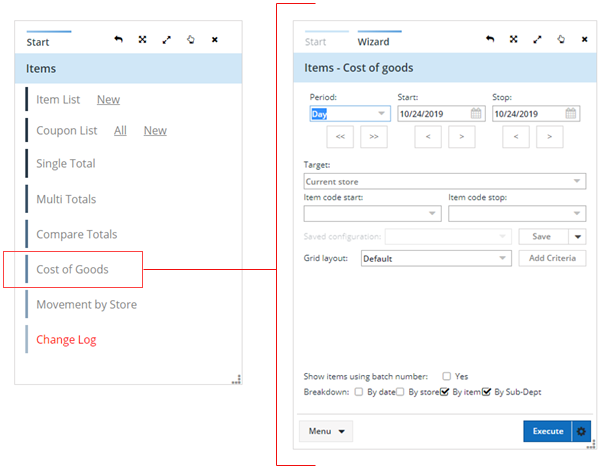 Start
Items
Item List New
Coupon List All New
Single Total
Multi Totals
Compare Totals
Cost of Goods
Movement by Store
Change Log
Start Wizard
Items - Cost of goods
Period: Start: Stop:
Day 10/24/2019 10/24/2019
<< >> < > < >
Target:
Current store
Item code start: Item code stop:
Saved configuration: Save
Grid layout: Default Add Criteria
Show items using batch number: Yes
Breakdown: By date By store By item By Sub-Dept
Menu Execute